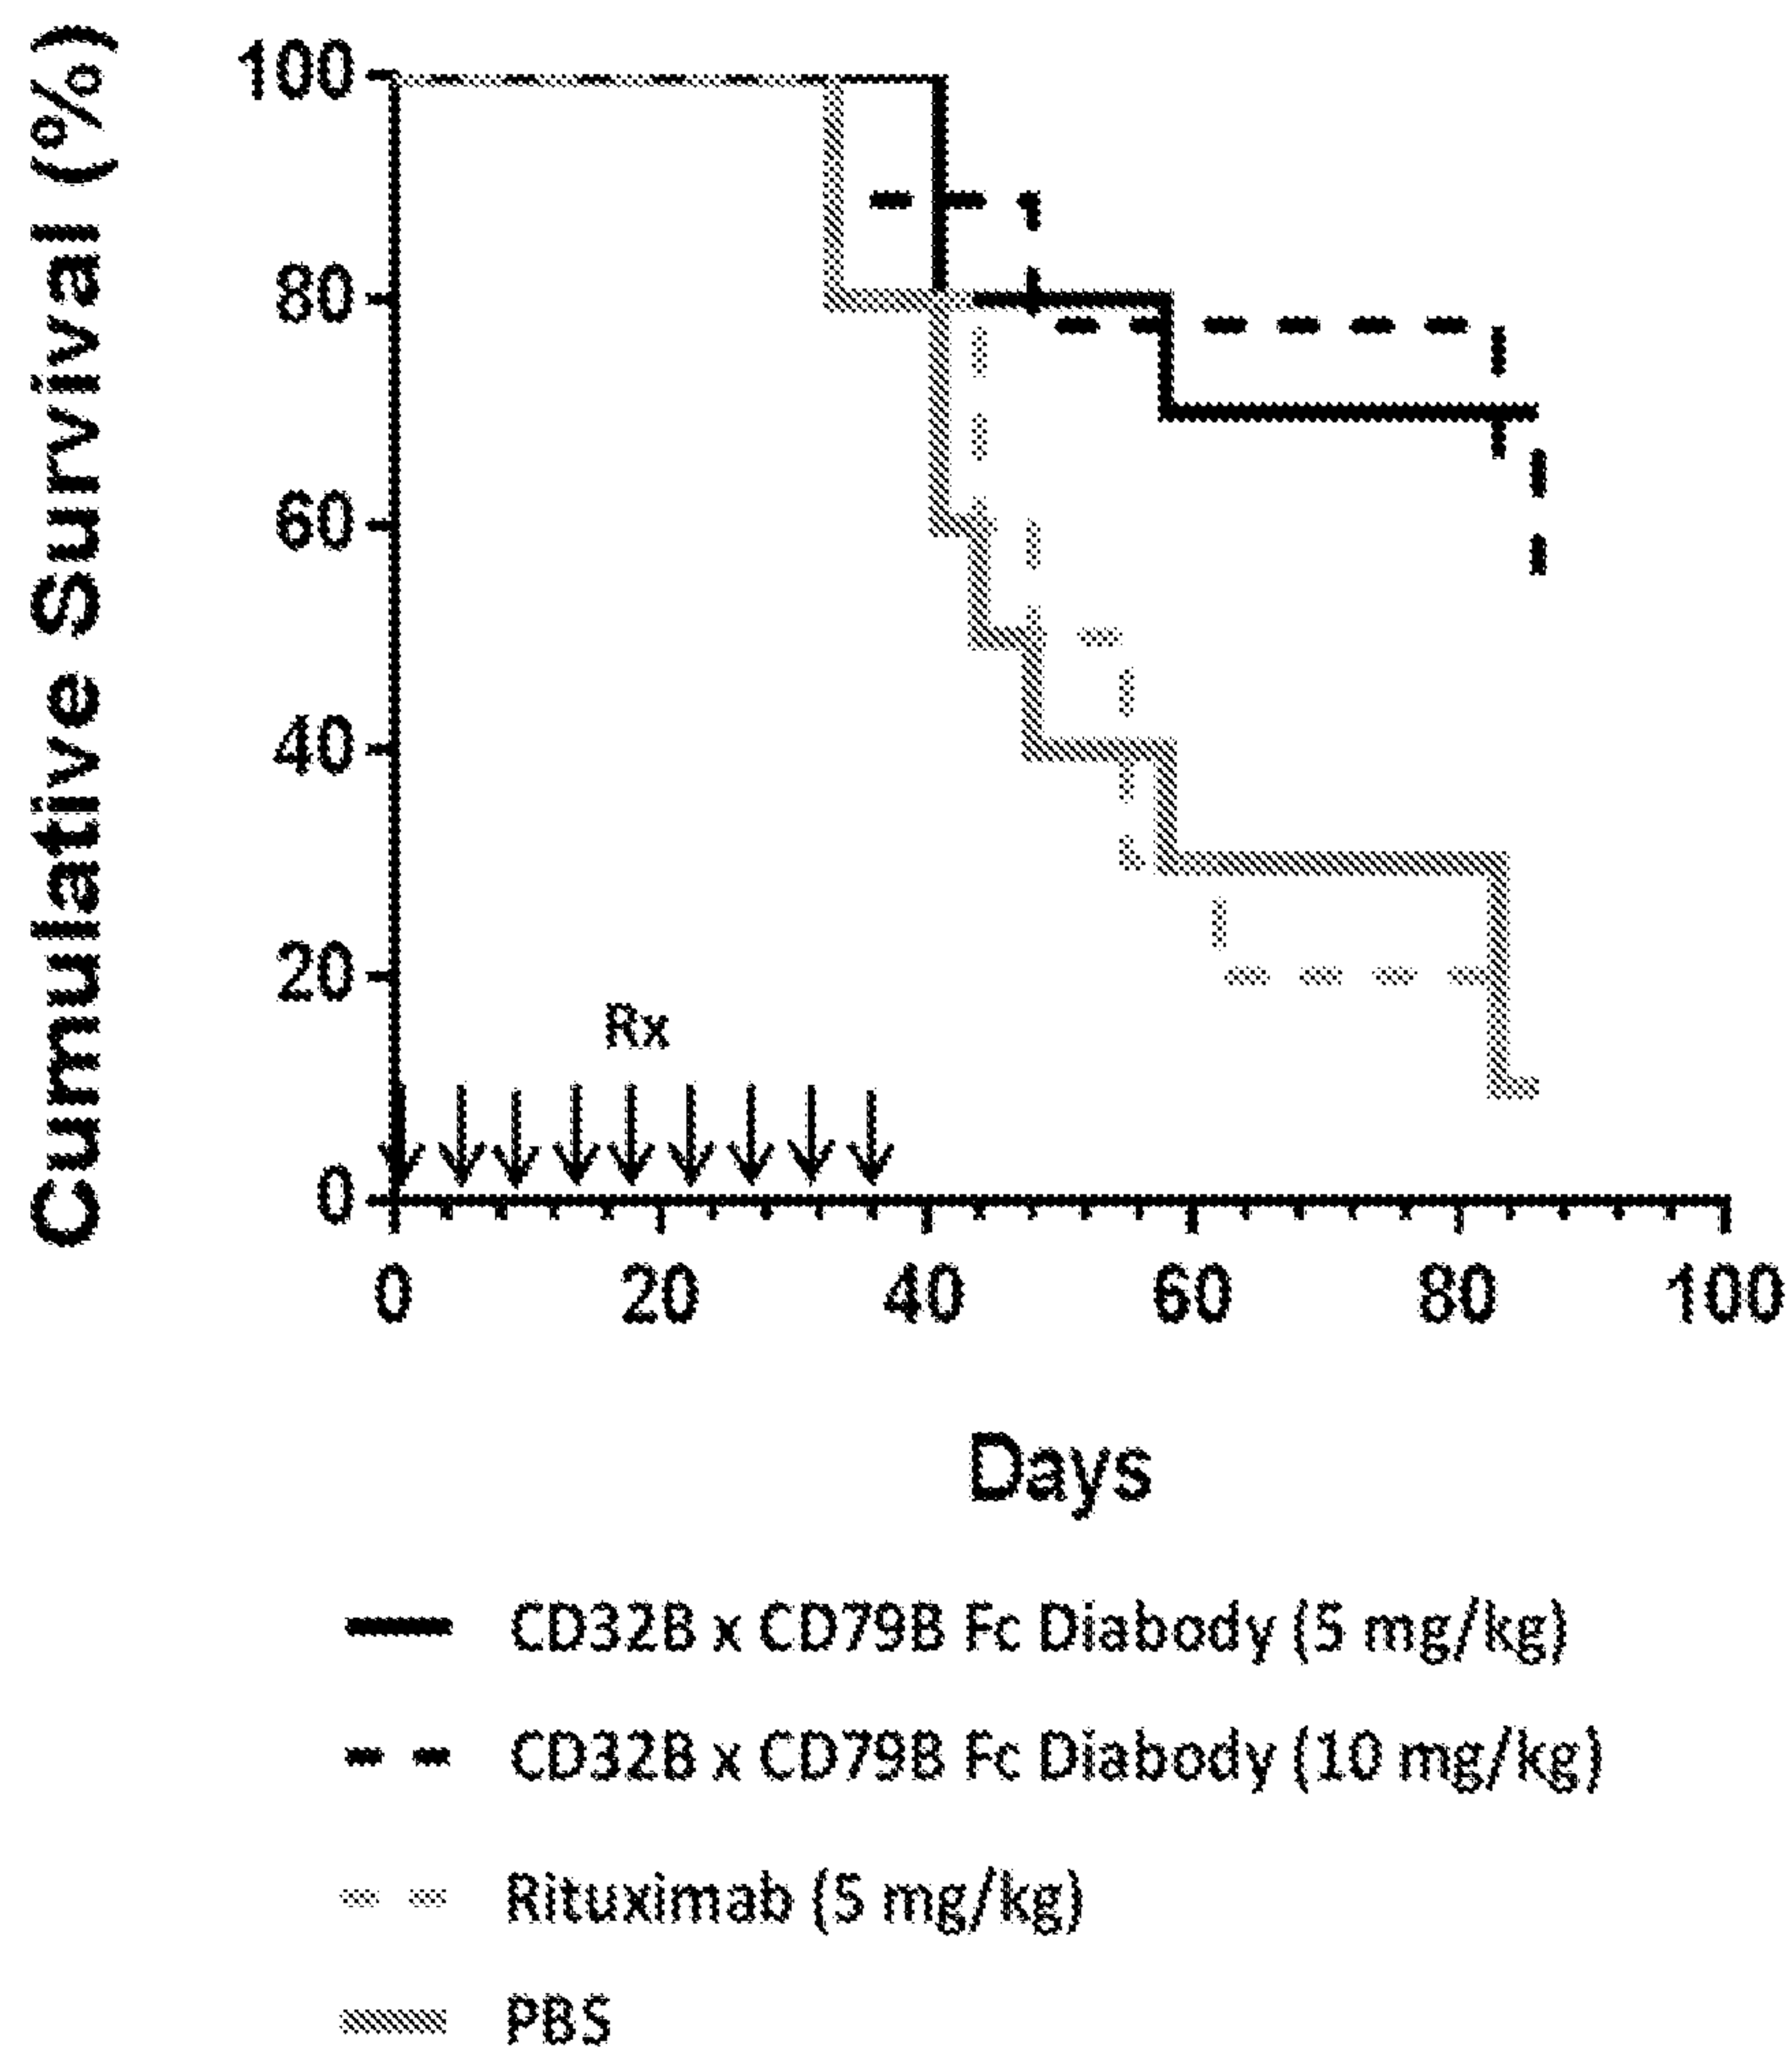 Cumulative Survival (%)
100
80
60
40
20
0
Rx
0 20 40 60 80 100
Days
CD32B x CD79B Fc Diabody (5 mg/kg)
CD32B x CD79B Fc Diabody (10 mg/kg)
Rituximab (5 mg/kg)
PBS